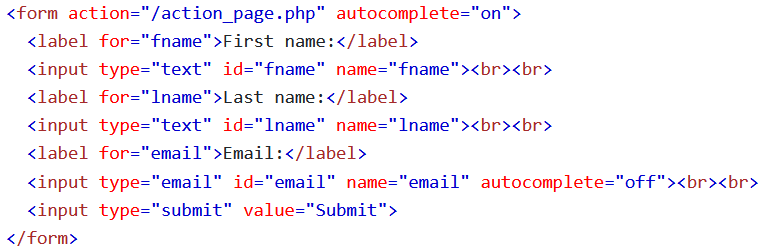 <form action="/action_page.php" autocomplete="on">
  <label for="fname">First name:</label>
  <input type="text" id="fname" name="fname"><br><br>
  <label for="lname">Last name:</label>
  <input type="text" id="lname" name="lname"><br><br>
  <label for="email">Email:</label>
  <input type="email" id="email" name="email" autocomplete="off"><br><br>
  <input type="submit" value="Submit">
</form>